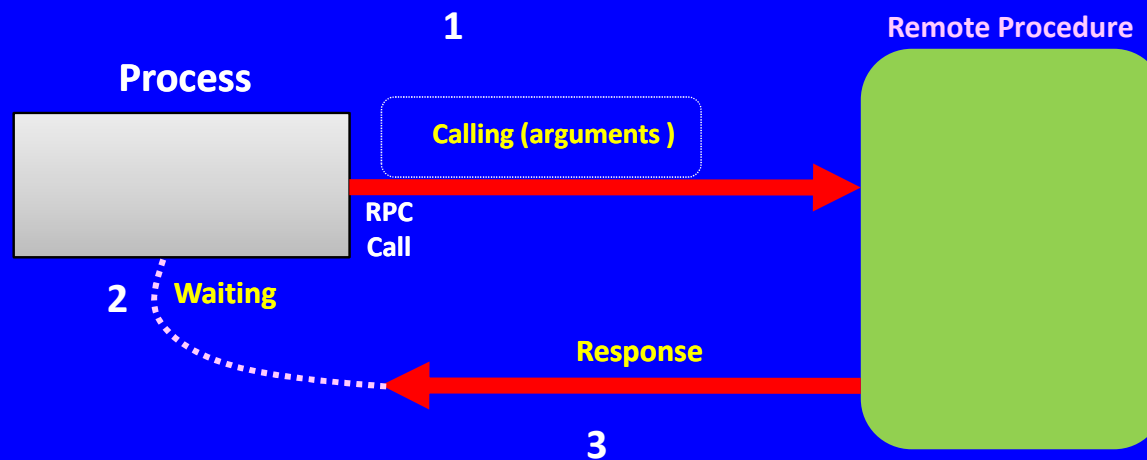 1
Remote Procedure
Process
Calling (arguments )
RPC
Call
2
Waiting
Response
3